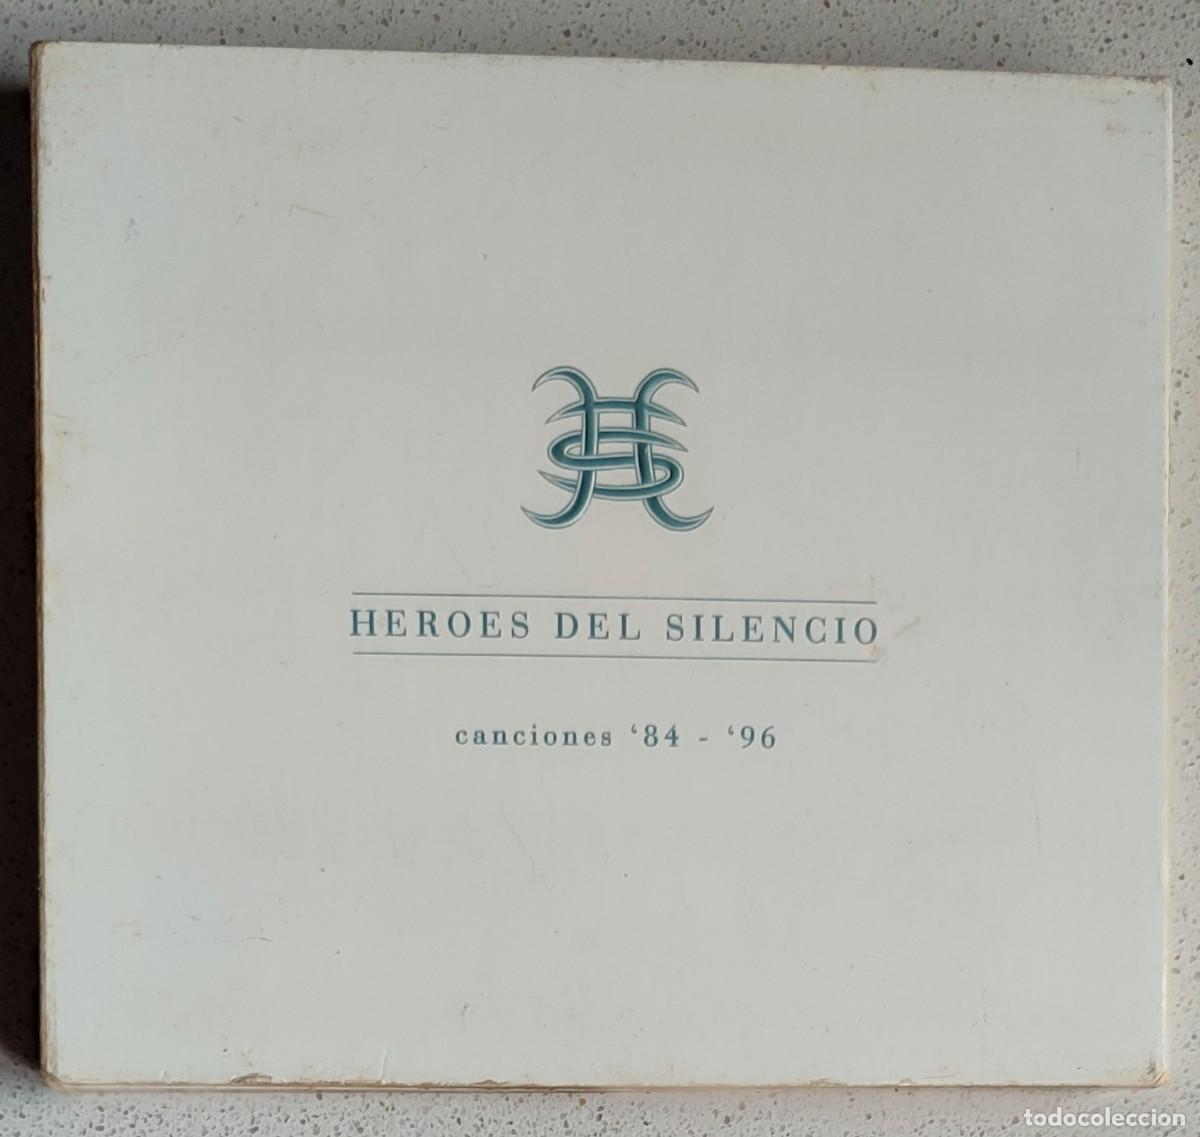 HEROES DEL SILENCIO
canciones ‘84 - ‘96
todocoleccion